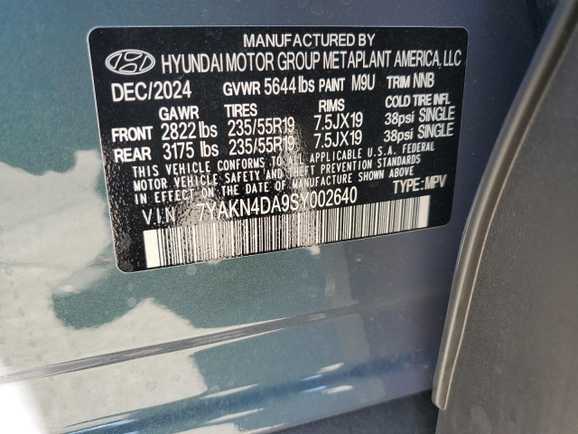 MANUFACTURED BY
HYUNDAI MOTOR GROUP METAPLANT AMERICA, LLC
DEC/2024 GVWR 5644 lbs PAINT M9U TRIM NNB
GAWR TIRES RIMS COLD TIRE INFL
FRONT 2822 lbs 235/55R19 7.5JX19 38psi SINGLE
REAR 3175 lbs 235/55R19 7.5JX19 38psi SINGLE
THIS VEHICLE CONFORMS TO ALL APPLICABLE U.S.A. FEDERAL
MOTOR VEHICLE SAFETY AND THEFT PREVENTION STANDARDS
IN EFFECT ON THE DATE OF MANUFACTURE SHOWN ABOVE.
V.I.N. 7YAKN4DA9SY002640 TYPE: MPV